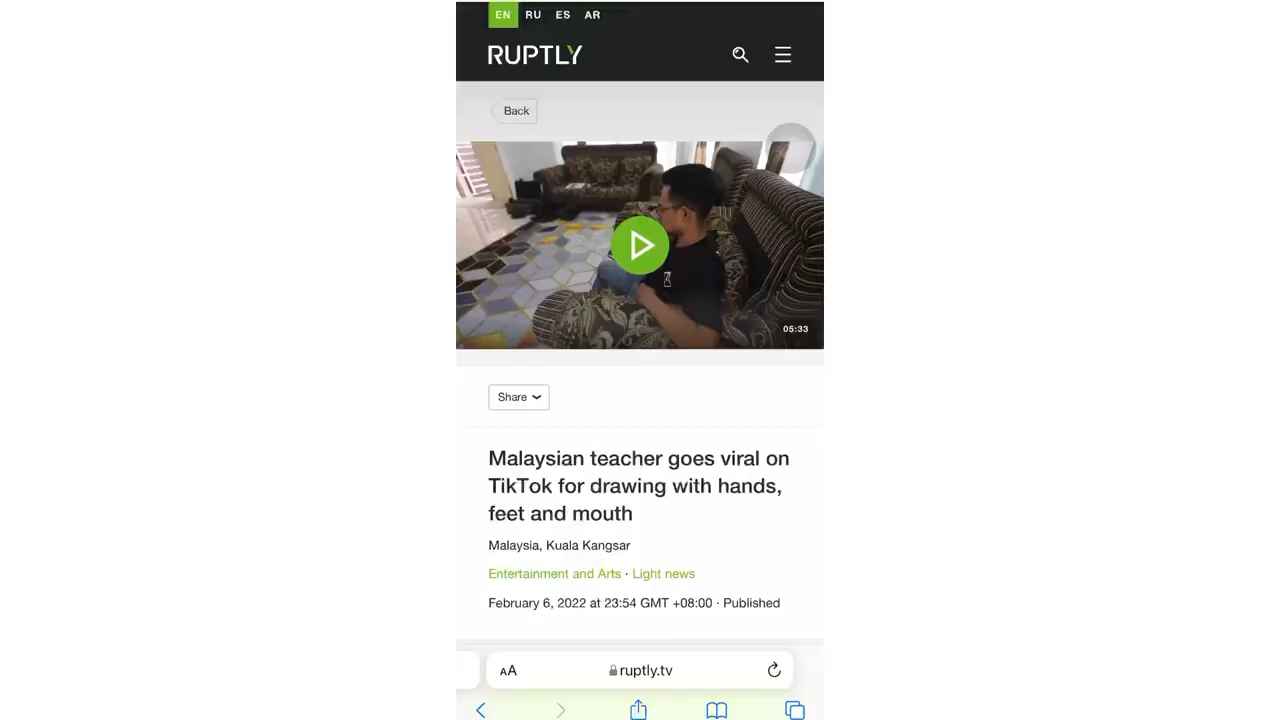 EN RU ES AR
RUPTLY
Back
05:33
Share
Malaysian teacher goes viral on
TikTok for drawing with hands,
feet and mouth
Malaysia, Kuala Kangsar
Entertainment and Arts · Light news
February 6, 2022 at 23:54 GMT +08:00 · Published
AA ruptly.tv